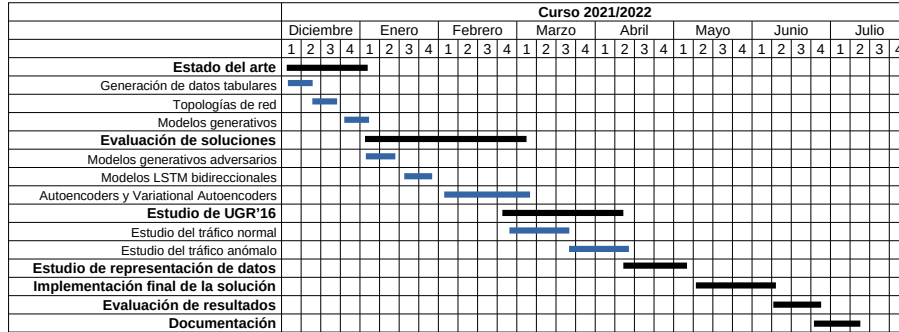 Curso 2021/2022
Diciembre Enero Febrero Marzo Abril Mayo Junio Julio
1 2 3 4 1 2 3 4 1 2 3 4 1 2 3 4 1 2 3 4 1 2 3 4 1 2 3 4 1 2 3 4
Estado del arte
Generación de datos tabulares
Topologías de red
Modelos generativos
Evaluación de soluciones
Modelos generativos adversarios
Modelos LSTM bidireccionales
Autoencoders y Variational Autoencoders
Estudio de UGR'16
Estudio del tráfico normal
Estudio del tráfico anómalo
Estudio de representación de datos
Implementación final de la solución
Evaluación de resultados
Documentación